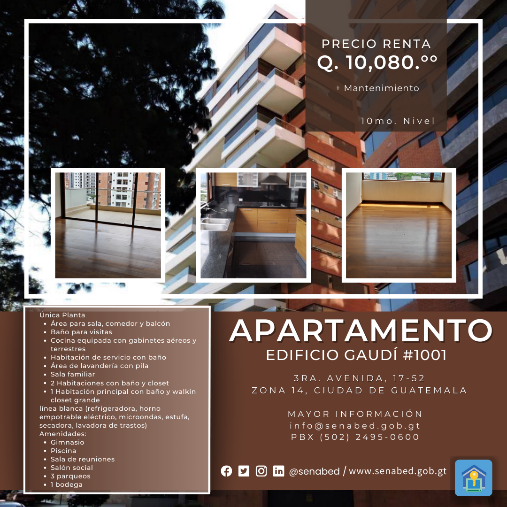 PRECIO RENTA
Q. 10,080.°°
+ Mantenimiento
10mo. Nivel
Única Planta
• Área para sala, comedor y balcón
• Baño para visitas
• Cocina equipada con gabinetes aéreos y
terrestres
• Habitación de servicio con baño
• Área de lavandería con pila
• Sala familiar
• 2 Habitaciones con baño y closet
• 1 Habitación principal con baño y walkin
closet grande
línea blanca (refrigeradora, horno
empotrable eléctrico, microondas, estufa,
secadora, lavadora de trastos)
Amenidades:
• Gimnasio
• Piscina
• Sala de reuniones
• Salón social
• 3 parqueos
• 1 bodega
APARTAMENTO
EDIFICIO GAUDÍ #1001
3RA. AVENIDA, 17-52
ZONA 14, CIUDAD DE GUATEMALA
MAYOR INFORMACIÓN
info@senabed.gob.gt
PBX (502) 2495-0600
@senabed / www.senabed.gob.gt